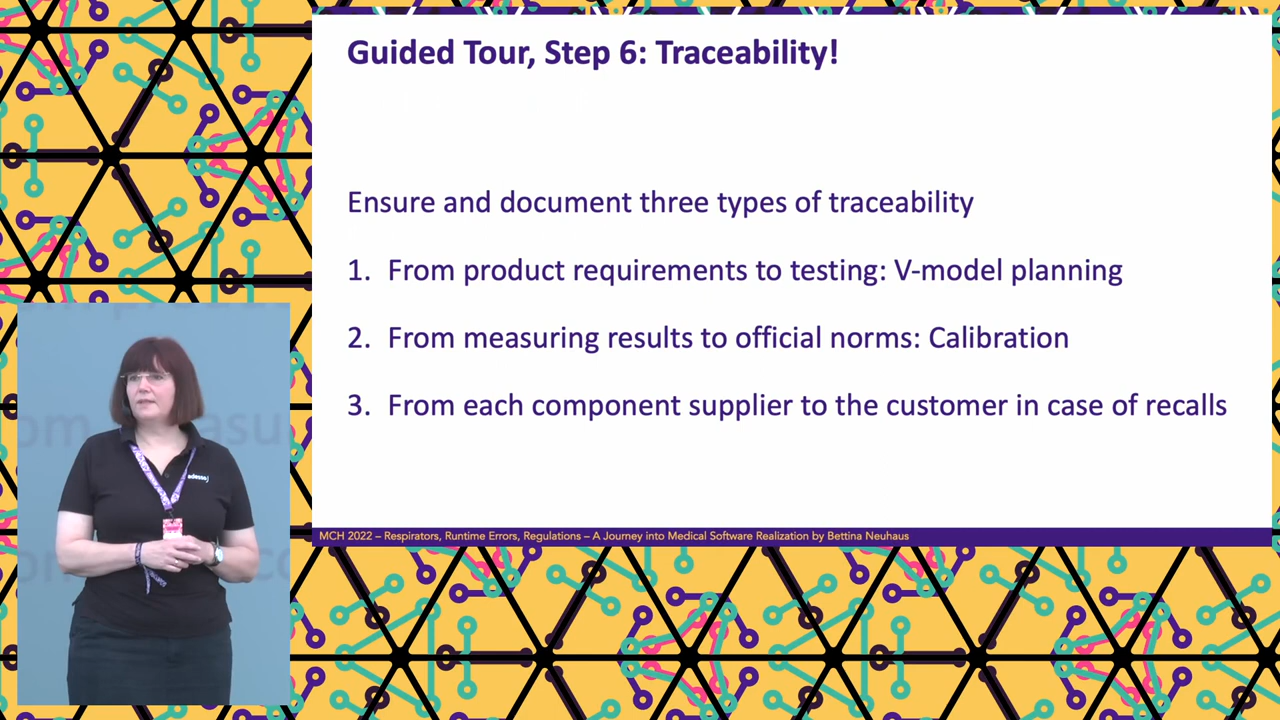 Guided Tour, Step 6: Traceability!
Ensure and document three types of traceability
1. From product requirements to testing: V-model planning
2. From measuring results to official norms: Calibration
3. From each component supplier to the customer in case of recalls
MCH 2022 – Respirators, Runtime Errors, Regulations – A Journey into Medical Software Realization by Bettina Neuhaus
adesso